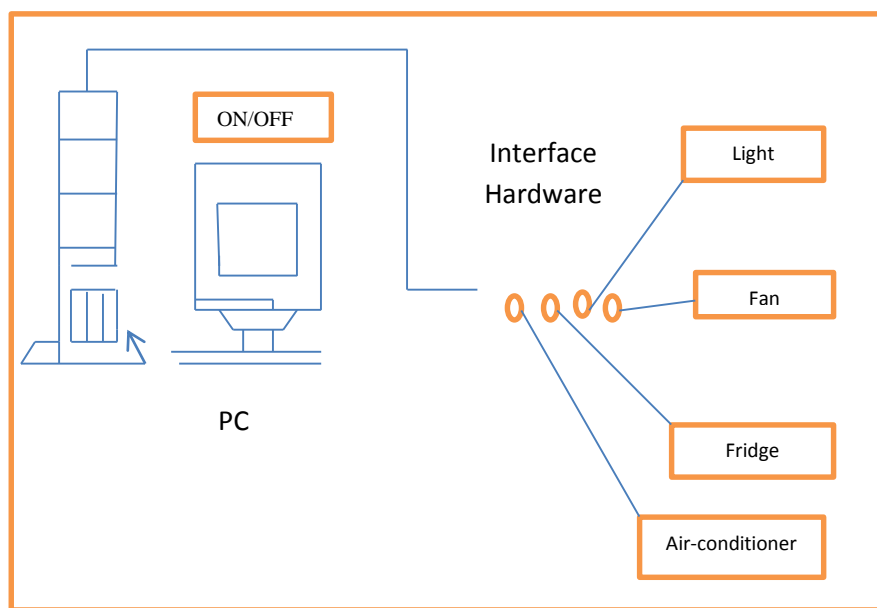 ON/OFF
Interface
Hardware
Light
Fan
PC
Fridge
Air-conditioner